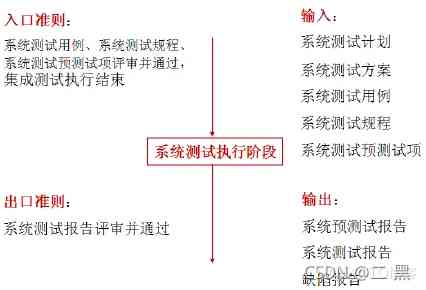 入口准则：
系统测试用例、系统测试规程、
系统测试预测试项评审并通过，
集成测试执行结束
输入：
系统测试计划
系统测试方案
系统测试用例
系统测试规程
系统测试预测试项
系统测试执行阶段
出口准则：
系统测试报告评审并通过
输出：
系统预测试报告
系统测试报告
缺陷报告
CSDN @二 黑